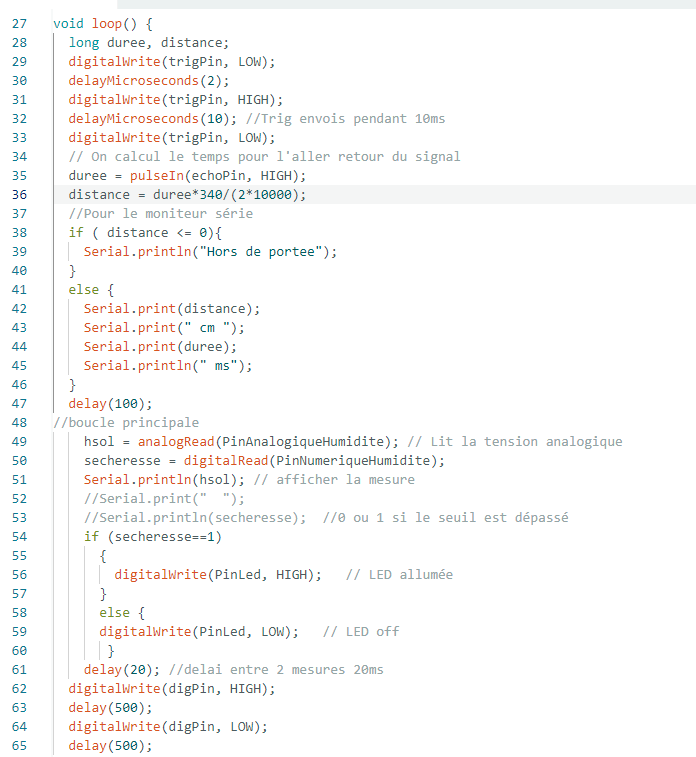 27 void loop() {
28 long duree, distance;
29 digitalWrite(trigPin, LOW);
30 delayMicroseconds(2);
31 digitalWrite(trigPin, HIGH);
32 delayMicroseconds(10); //Trig envois pendant 10ms
33 digitalWrite(trigPin, LOW);
34 // On calcul le temps pour l'aller retour du signal
35 duree = pulseIn(echoPin, HIGH);
36 distance = duree*340/(2*10000);
37 //Pour le moniteur série
38 if ( distance <= 0){
39 Serial.println("Hors de portee");
40 }
41 else {
42 Serial.print(distance);
43 Serial.print(" cm ");
44 Serial.print(duree);
45 Serial.println(" ms");
46 }
47 delay(100);
48 //boucle principale
49 hsol = analogRead(PinAnalogiqueHumidite); // Lit la tension analogique
50 secheresse = digitalRead(PinNumeriqueHumidite);
51 Serial.println(hsol); // afficher la mesure
52 //Serial.print("  ");
53 //Serial.println(secheresse);  //0 ou 1 si le seuil est dépassé
54 if (secheresse==1)
55 {
56 digitalWrite(PinLed, HIGH);   // LED allumée
57 }
58 else {
59 digitalWrite(PinLed, LOW);   // LED off
60 }
61 delay(20); //delai entre 2 mesures 20ms
62 digitalWrite(digPin, HIGH);
63 delay(500);
64 digitalWrite(digPin, LOW);
65 delay(500);